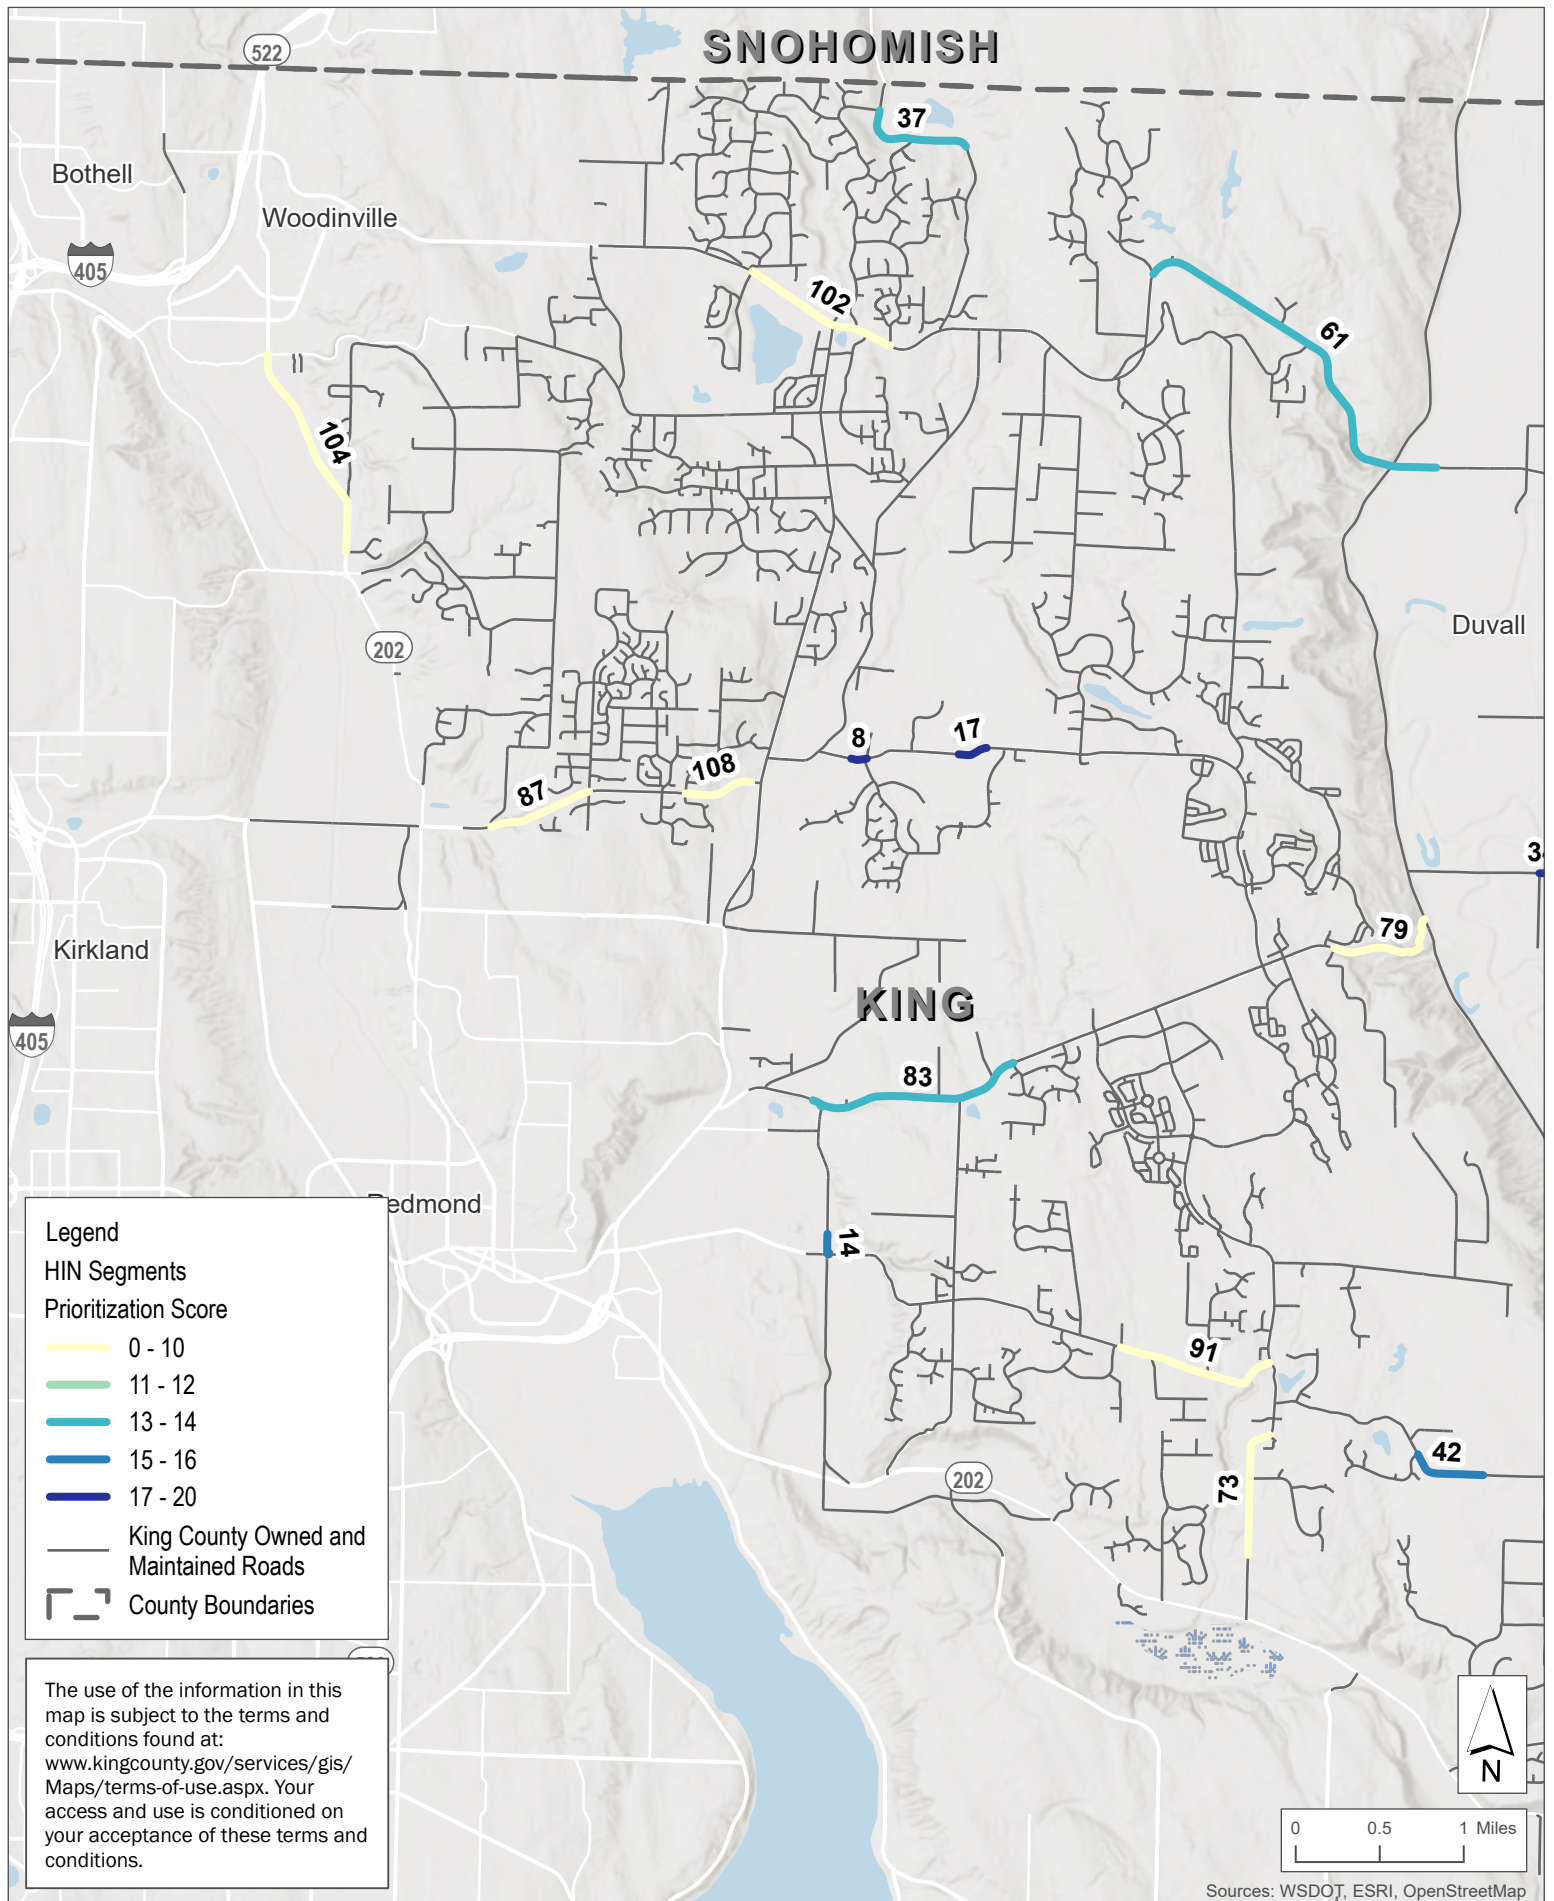 SNOHOMISH
522
37
Bothell
Woodinville
405
102
61
104
Duvall
202
8
17
108
87
79
Kirkland
KING
405
83
Redmond
14
91
42
73
202
Legend
HIN Segments
Prioritization Score
0 - 10
11 - 12
13 - 14
15 - 16
17 - 20
King County Owned and
Maintained Roads
County Boundaries
The use of the information in this
map is subject to the terms and
conditions found at:
www.kingcounty.gov/services/gis/
Maps/terms-of-use.aspx. Your
access and use is conditioned on
your acceptance of these terms and
conditions.
N
0 0.5 1 Miles
Sources: WSDOT, ESRI, OpenStreetMap